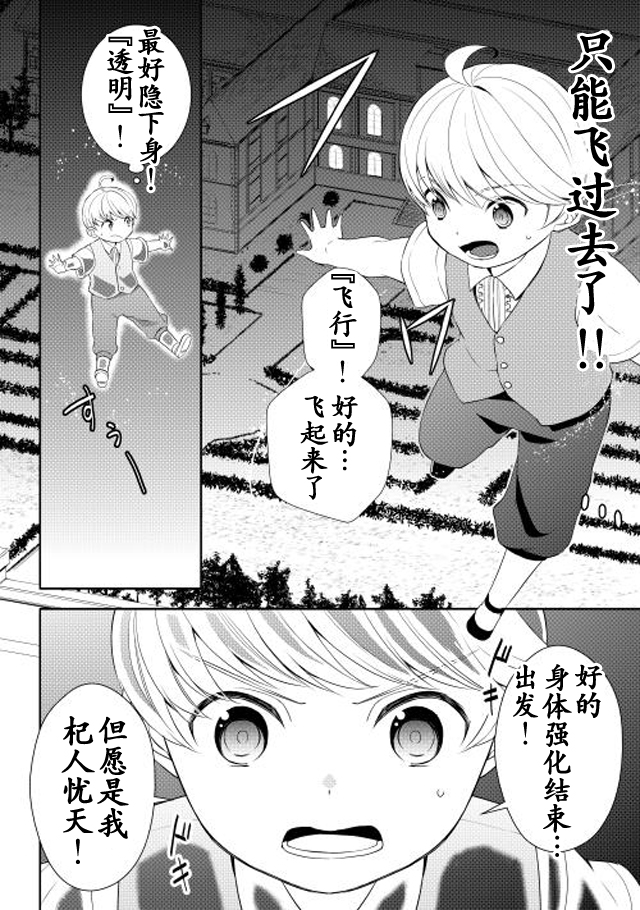 只能飞过去了!!
『飞行』！
好的…
飞起来了
最好隐下身！
『透明』！
すぅー
好的
身体强化结束…
出发！
ドキ
ドキ
但愿是我
杞人忧天！